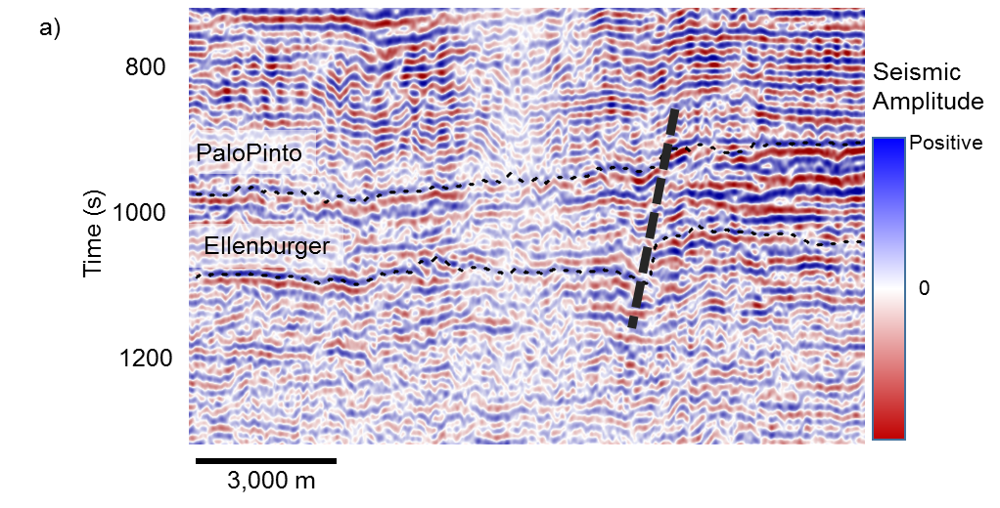 a)
800
Seismic
Amplitude
Positive
PaloPinto
1000
Time (s)
Ellenburger
0
1200
3,000 m